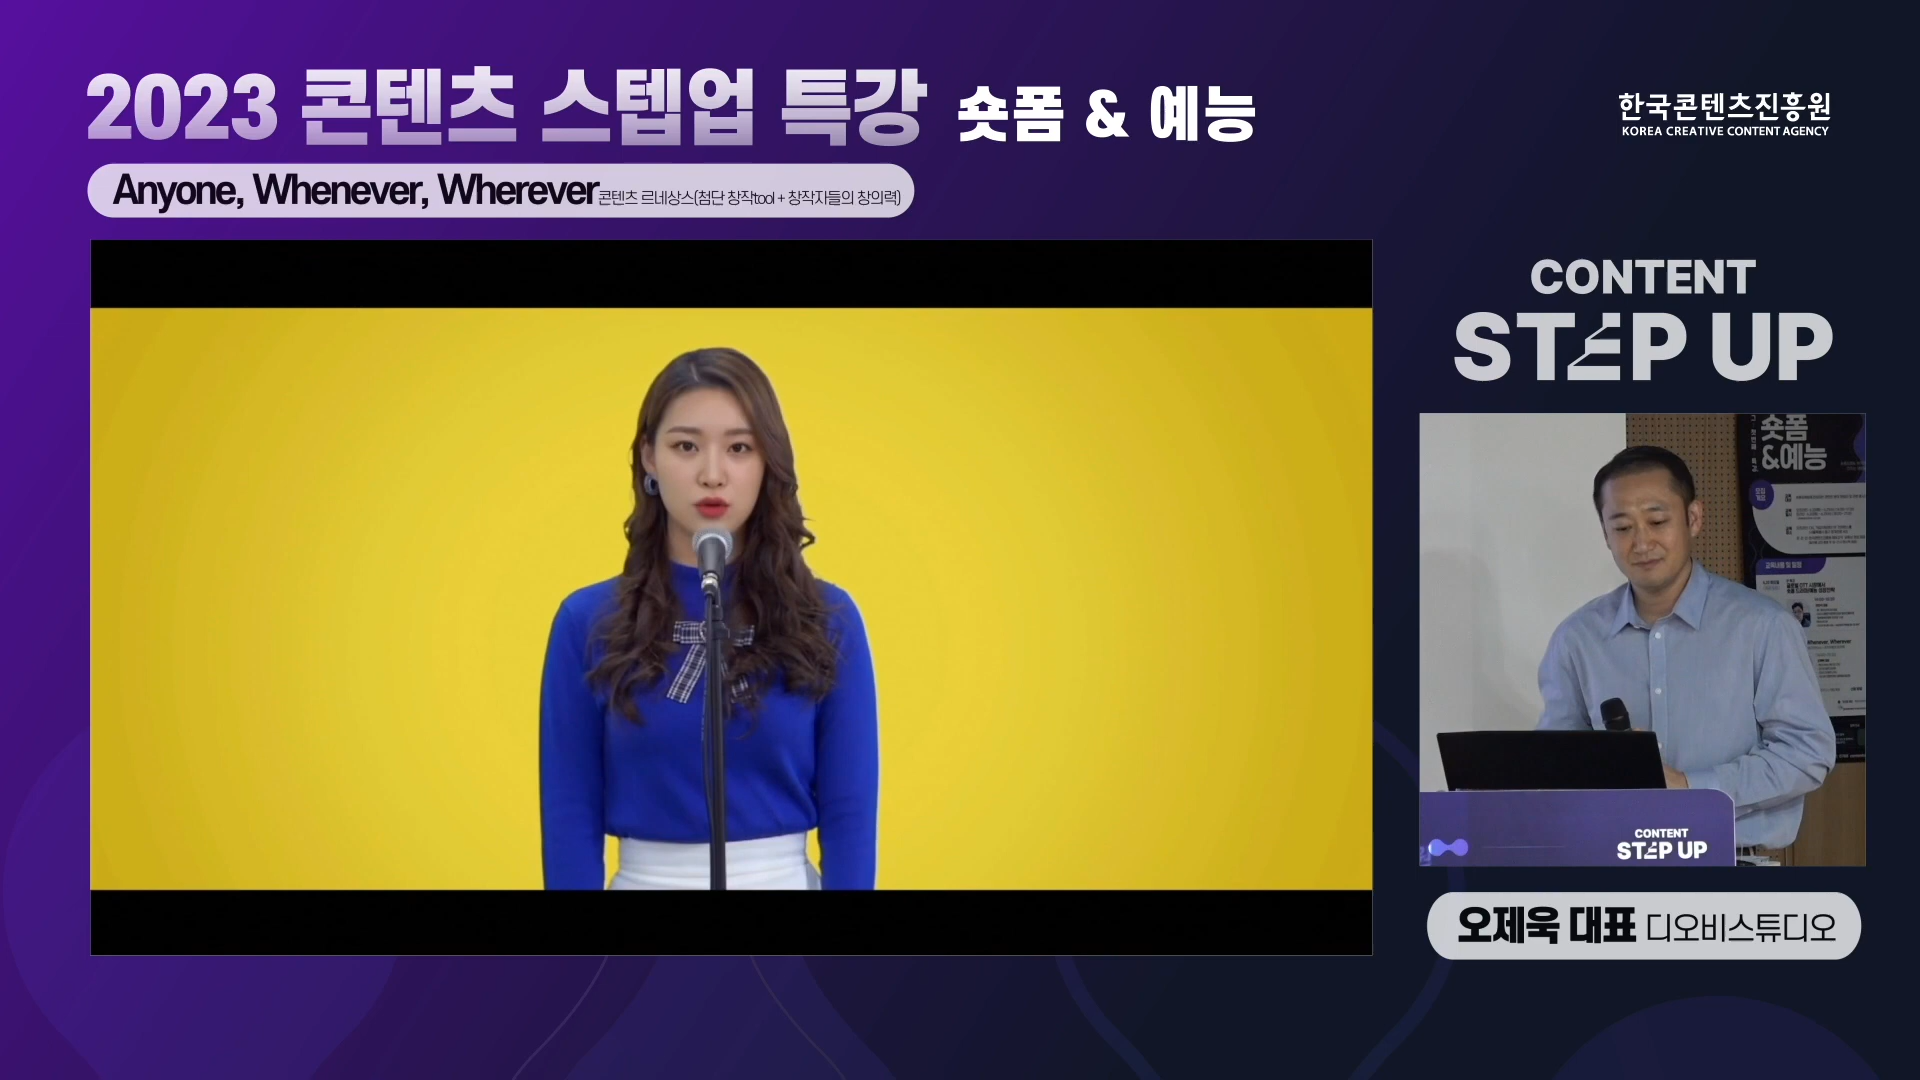 2023 콘텐츠 스텝업 특강 숏폼 & 예능
한국콘텐츠진흥원
KOREA CREATIVE CONTENT AGENCY
Anyone, Whenever, Wherever 콘텐츠 르네상스(첨단 창작tool + 창작자들의 창의력)
CONTENT
STEP UP
숏폼
&예능
CONTENT
STEP UP
오제욱 대표 디오비스튜디오